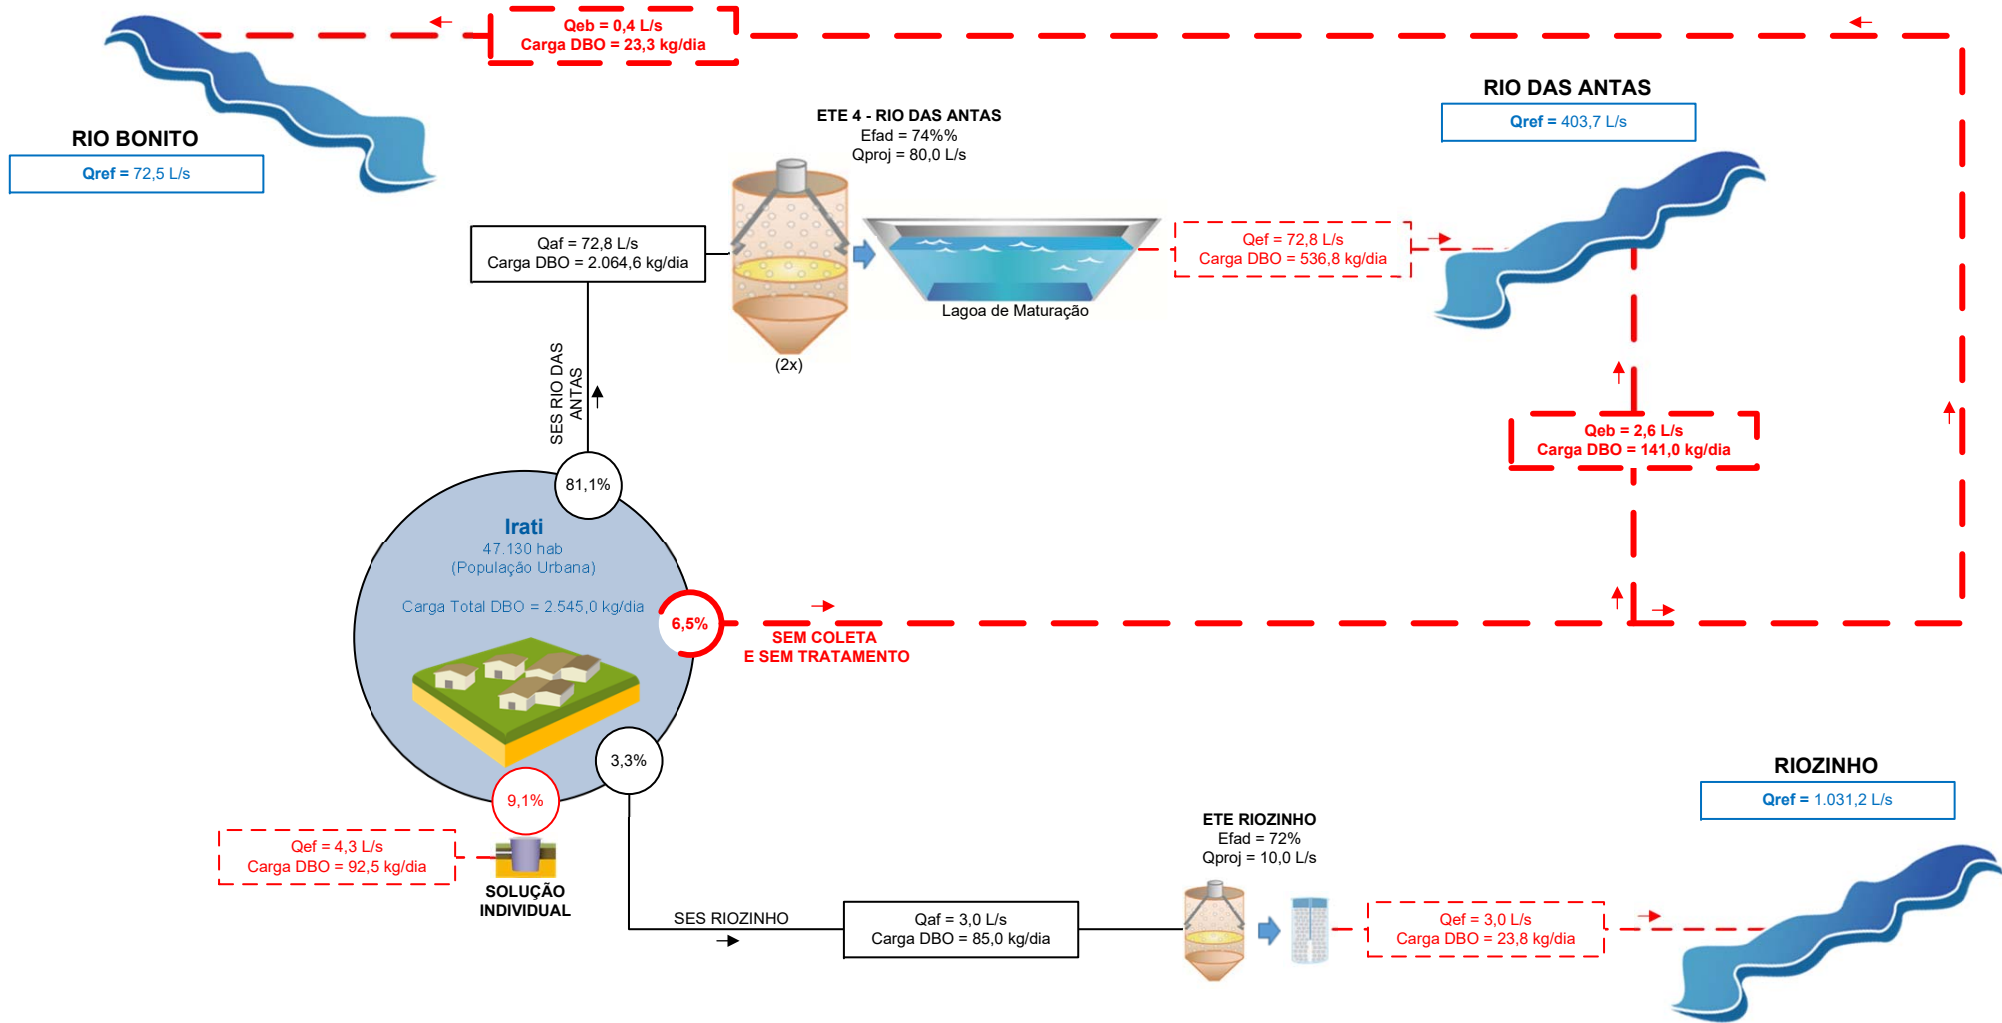 Qeb = 0,4 L/s
Carga DBO = 23,3 kg/dia
RIO BONITO
Qref = 72,5 L/s
ETE 4 - RIO DAS ANTAS
Efad = 74%%
Qproj = 80,0 L/s
RIO DAS ANTAS
Qref = 403,7 L/s
Qaf = 72,8 L/s
Carga DBO = 2.064,6 kg/dia
Qef = 72,8 L/s
Carga DBO = 536,8 kg/dia
Lagoa de Maturação
(2x)
SES RIO DAS
ANTAS
Qeb = 2,6 L/s
Carga DBO = 141,0 kg/dia
81,1%
Irati
47.130 hab
(População Urbana)
Carga Total DBO = 2.545,0 kg/dia
6,5%
SEM COLETA
E SEM TRATAMENTO
3,3%
9,1%
Qef = 4,3 L/s
Carga DBO = 92,5 kg/dia
SOLUÇÃO
INDIVIDUAL
SES RIOZINHO
Qaf = 3,0 L/s
Carga DBO = 85,0 kg/dia
ETE RIOZINHO
Efad = 72%
Qproj = 10,0 L/s
Qef = 3,0 L/s
Carga DBO = 23,8 kg/dia
RIOZINHO
Qref = 1.031,2 L/s